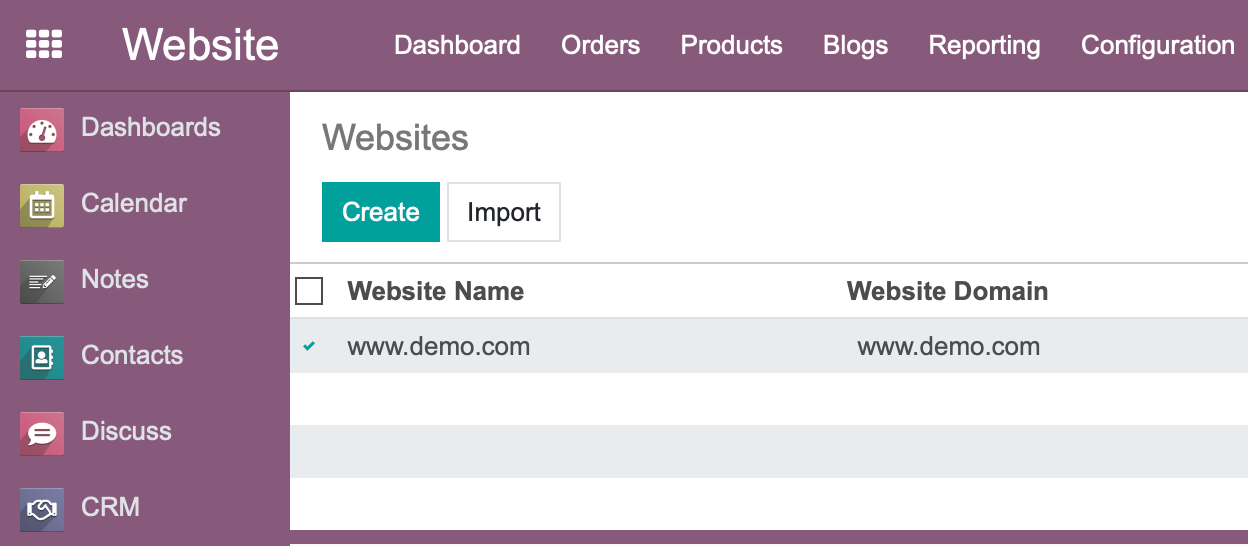 Website Dashboard Orders Products Blogs Reporting Configuration
Dashboards
Calendar
Notes
Contacts
Discuss
CRM
Websites
Create Import
Website Name Website Domain
www.demo.com www.demo.com